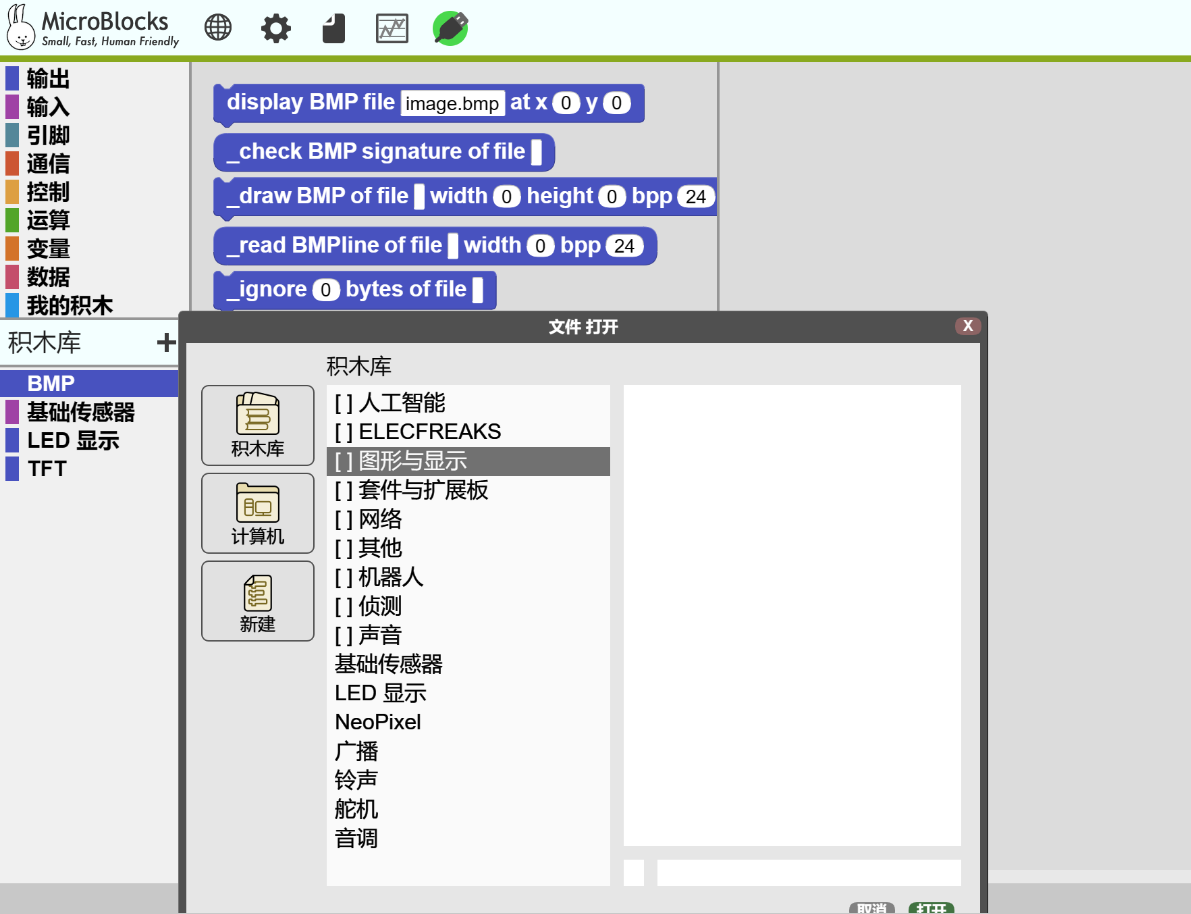 MicroBlocks
Small, Fast, Human Friendly
输出
输入
引脚
通信
控制
运算
变量
数据
我的积木
积木库 +
BMP
基础传感器
LED 显示
TFT
display BMP file image.bmp at x 0 y 0
_check BMP signature of file
_draw BMP of file width 0 height 0 bpp 24
_read BMPline of file width 0 bpp 24
_ignore 0 bytes of file
文件 打开
X
积木库
积木库
计算机
新建
[ ] 人工智能
[ ] ELECFREAKS
[ ] 图形与显示
[ ] 套件与扩展板
[ ] 网络
[ ] 其他
[ ] 机器人
[ ] 侦测
[ ] 声音
基础传感器
LED 显示
NeoPixel
广播
铃声
舵机
音调
取消
打开